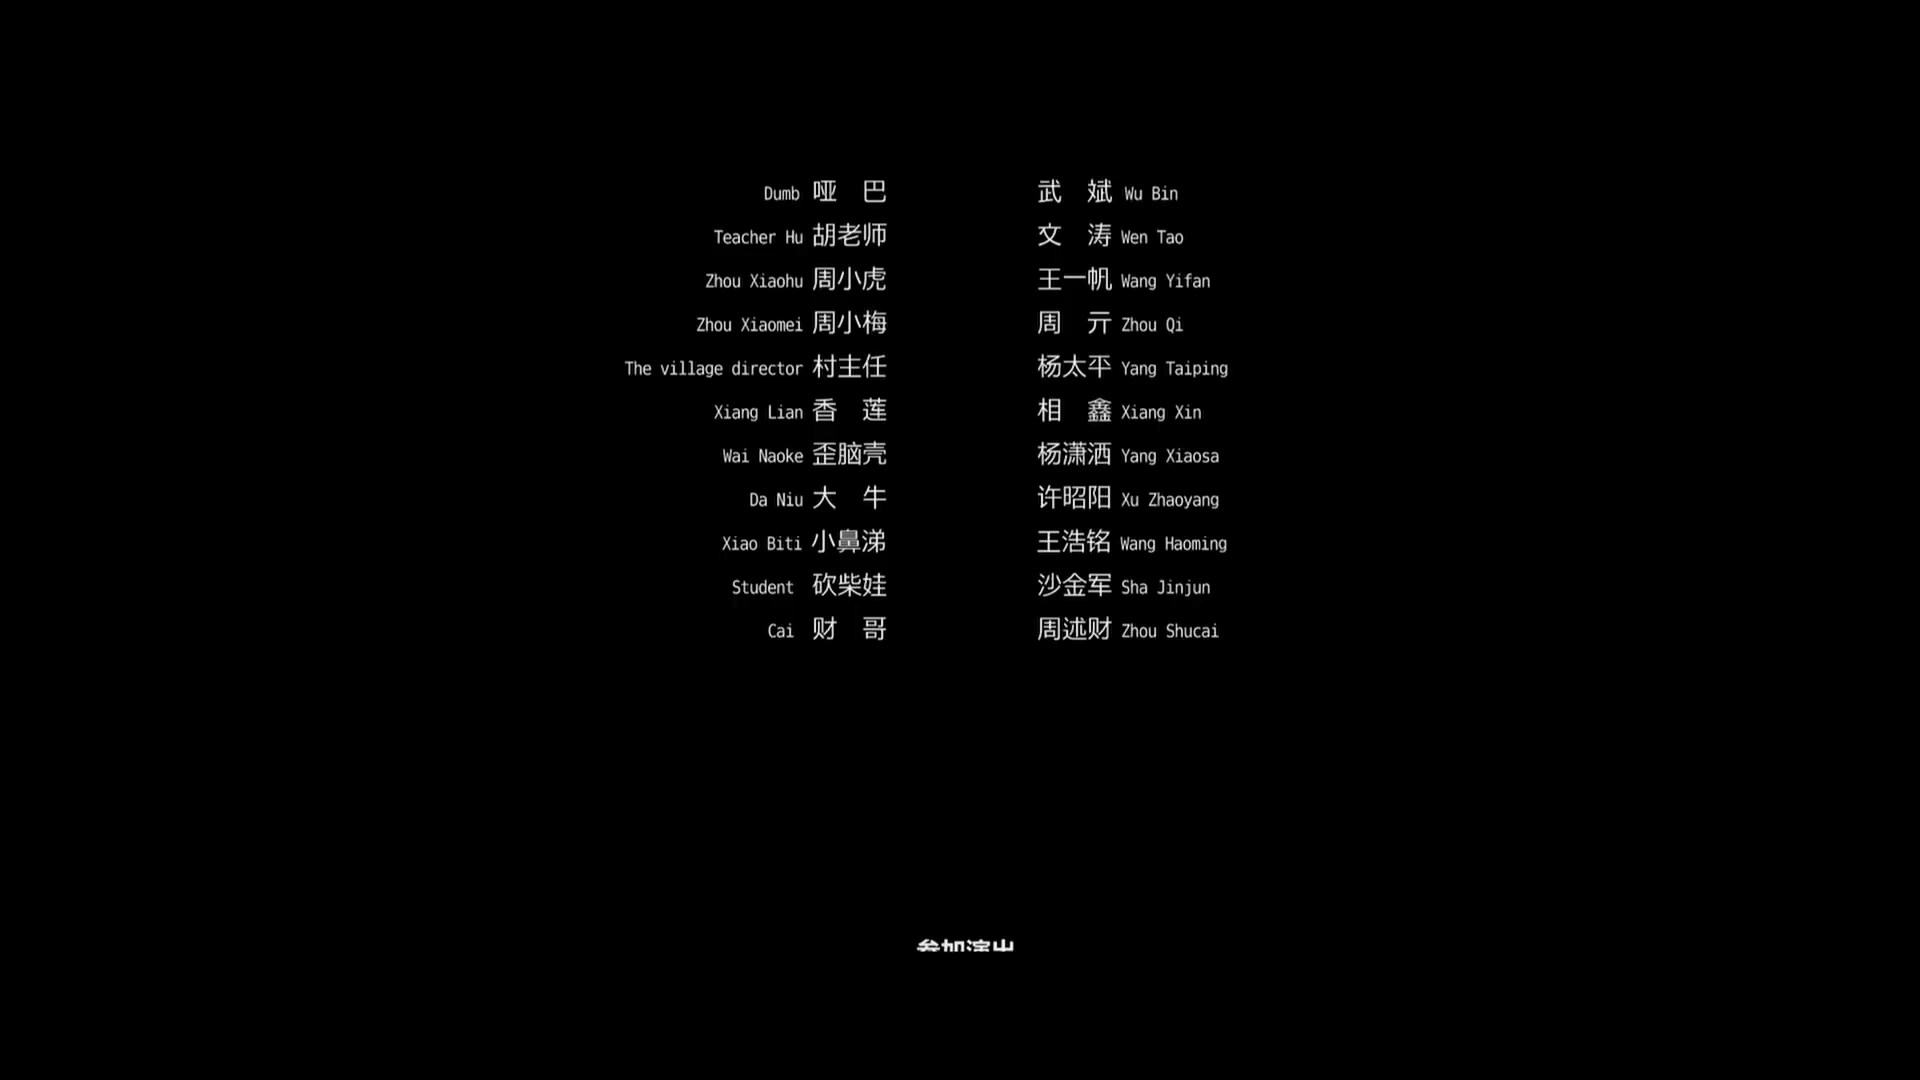 Dumb 哑 巴 武 斌 Wu Bin
Teacher Hu 胡老师 文 涛 Wen Tao
Zhou Xiaohu 周小虎 王一帆 Wang Yifan
Zhou Xiaomei 周小梅 周 亓 Zhou Qi
The village director 村主任 杨太平 Yang Taiping
Xiang Lian 香 莲 相 鑫 Xiang Xin
Wai Naoke 歪脑壳 杨潇洒 Yang Xiaosa
Da Niu 大 牛 许昭阳 Xu Zhaoyang
Xiao Biti 小鼻涕 王浩铭 Wang Haoming
Student 砍柴娃 沙金军 Sha Jinjun
Cai 财 哥 周述财 Zhou Shucai
参加演出